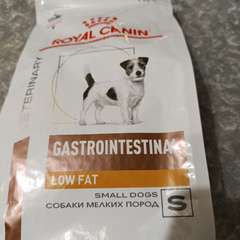 ROYAL CANIN
VETERINARY
GASTROINTESTINA
LOW FAT
SMALL DOGS
СОБАКИ МЕЛКИХ ПОРОД
S